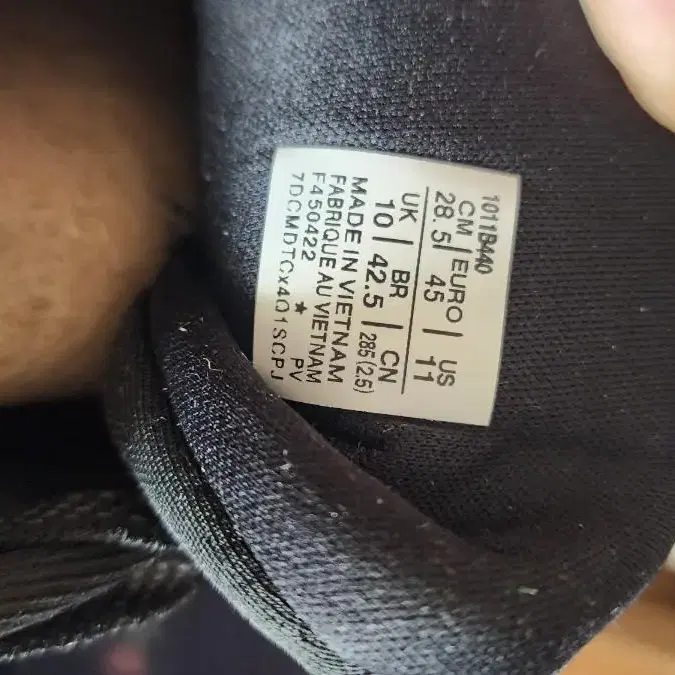 1011B440
CM | EURO | US
28.5 | 45 | 11
UK | BR | CN
10 | 42.5 | 285(2.5)
MADE IN VIETNAM
FABRIQUE AU VIETNAM
F450422 ★ PV
7DCMDTCx4Q1SCPJ